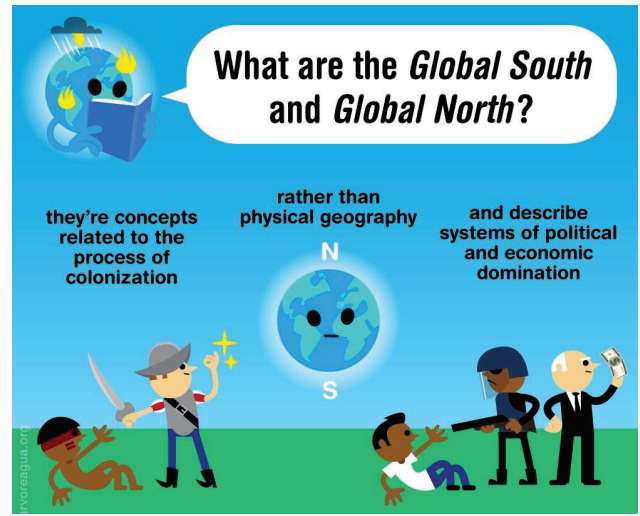 What are the Global South
and Global North?
they're concepts
related to the
process of
colonization
rather than
physical geography
N
S
and describe
systems of political
and economic
domination
arvoreagua.org